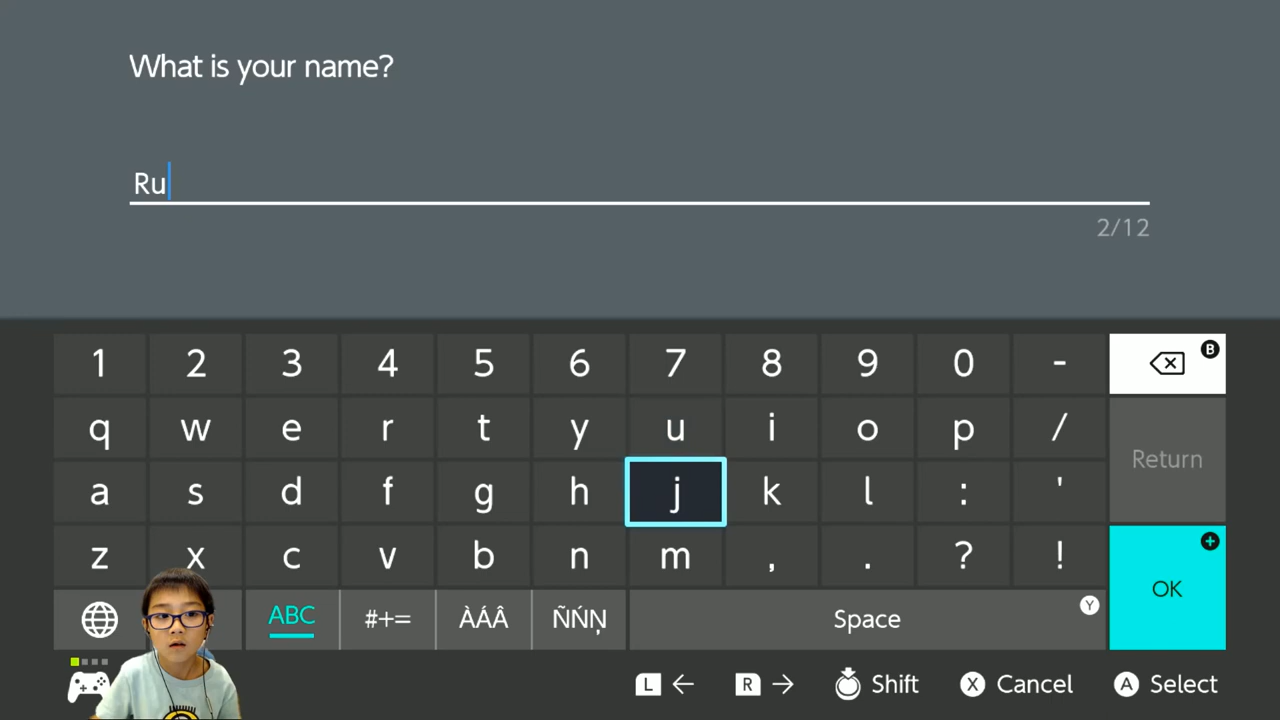 What is your name?
Ru
2/12
1 2 3 4 5 6 7 8 9 0 - B
q w e r t y u i o p / Return
a s d f g h j k l : '
z x c v b n m , . ? ! + OK
ABC #+= ÀÁÂ ÑŃŅ Space Y
L ← R → Shift X Cancel A Select